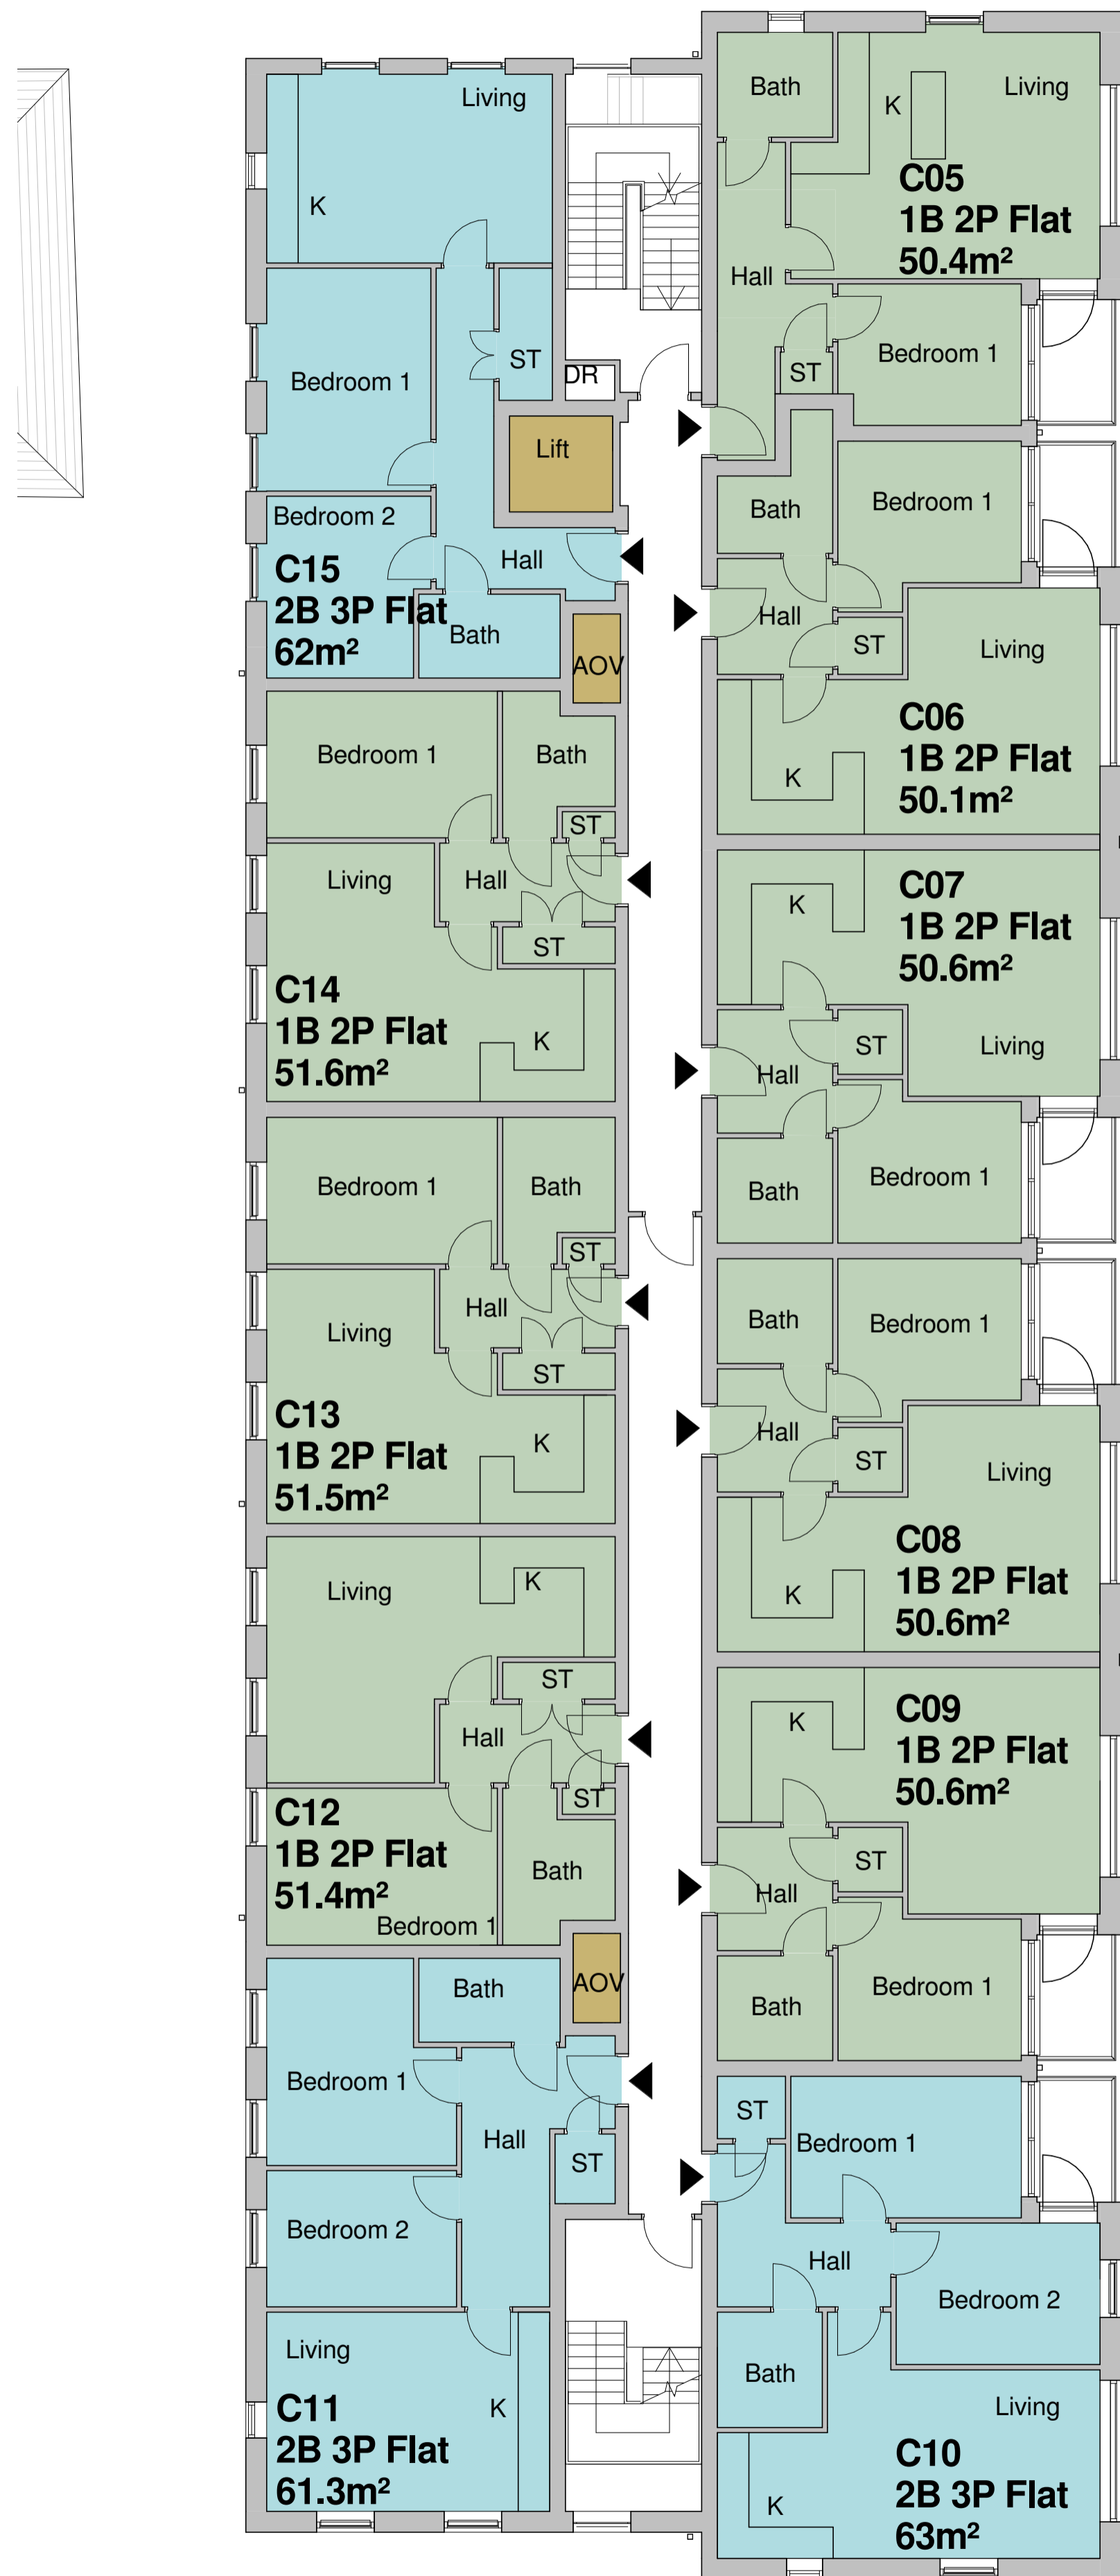 Bath
K
Living
C05
1B 2P Flat
50.4m²
Hall
Bedroom 1
ST
Living
K
Bedroom 1
ST
DR
Lift
Bedroom 2
C15
2B 3P Flat
62m²
Hall
Bath
AOV
Bath
Bedroom 1
Hall
ST
Living
C06
1B 2P Flat
50.1m²
K
Bedroom 1
Bath
ST
Living
Hall
ST
C14
1B 2P Flat
51.6m²
K
K
C07
1B 2P Flat
50.6m²
ST
Living
Hall
Bath
Bedroom 1
Bedroom 1
Bath
ST
Hall
Living
ST
C13
1B 2P Flat
51.5m²
K
Bath
Bedroom 1
Hall
ST
Living
C08
1B 2P Flat
50.6m²
K
K
Living
ST
Hall
ST
C12
1B 2P Flat
51.4m²
Bath
Bedroom 1
K
C09
1B 2P Flat
50.6m²
ST
Hall
Bath
Bedroom 1
AOV
Bath
Bedroom 1
Hall
ST
Bedroom 2
Living
K
C11
2B 3P Flat
61.3m²
ST
Bedroom 1
Hall
Bedroom 2
Bath
Living
C10
2B 3P Flat
63m²
K